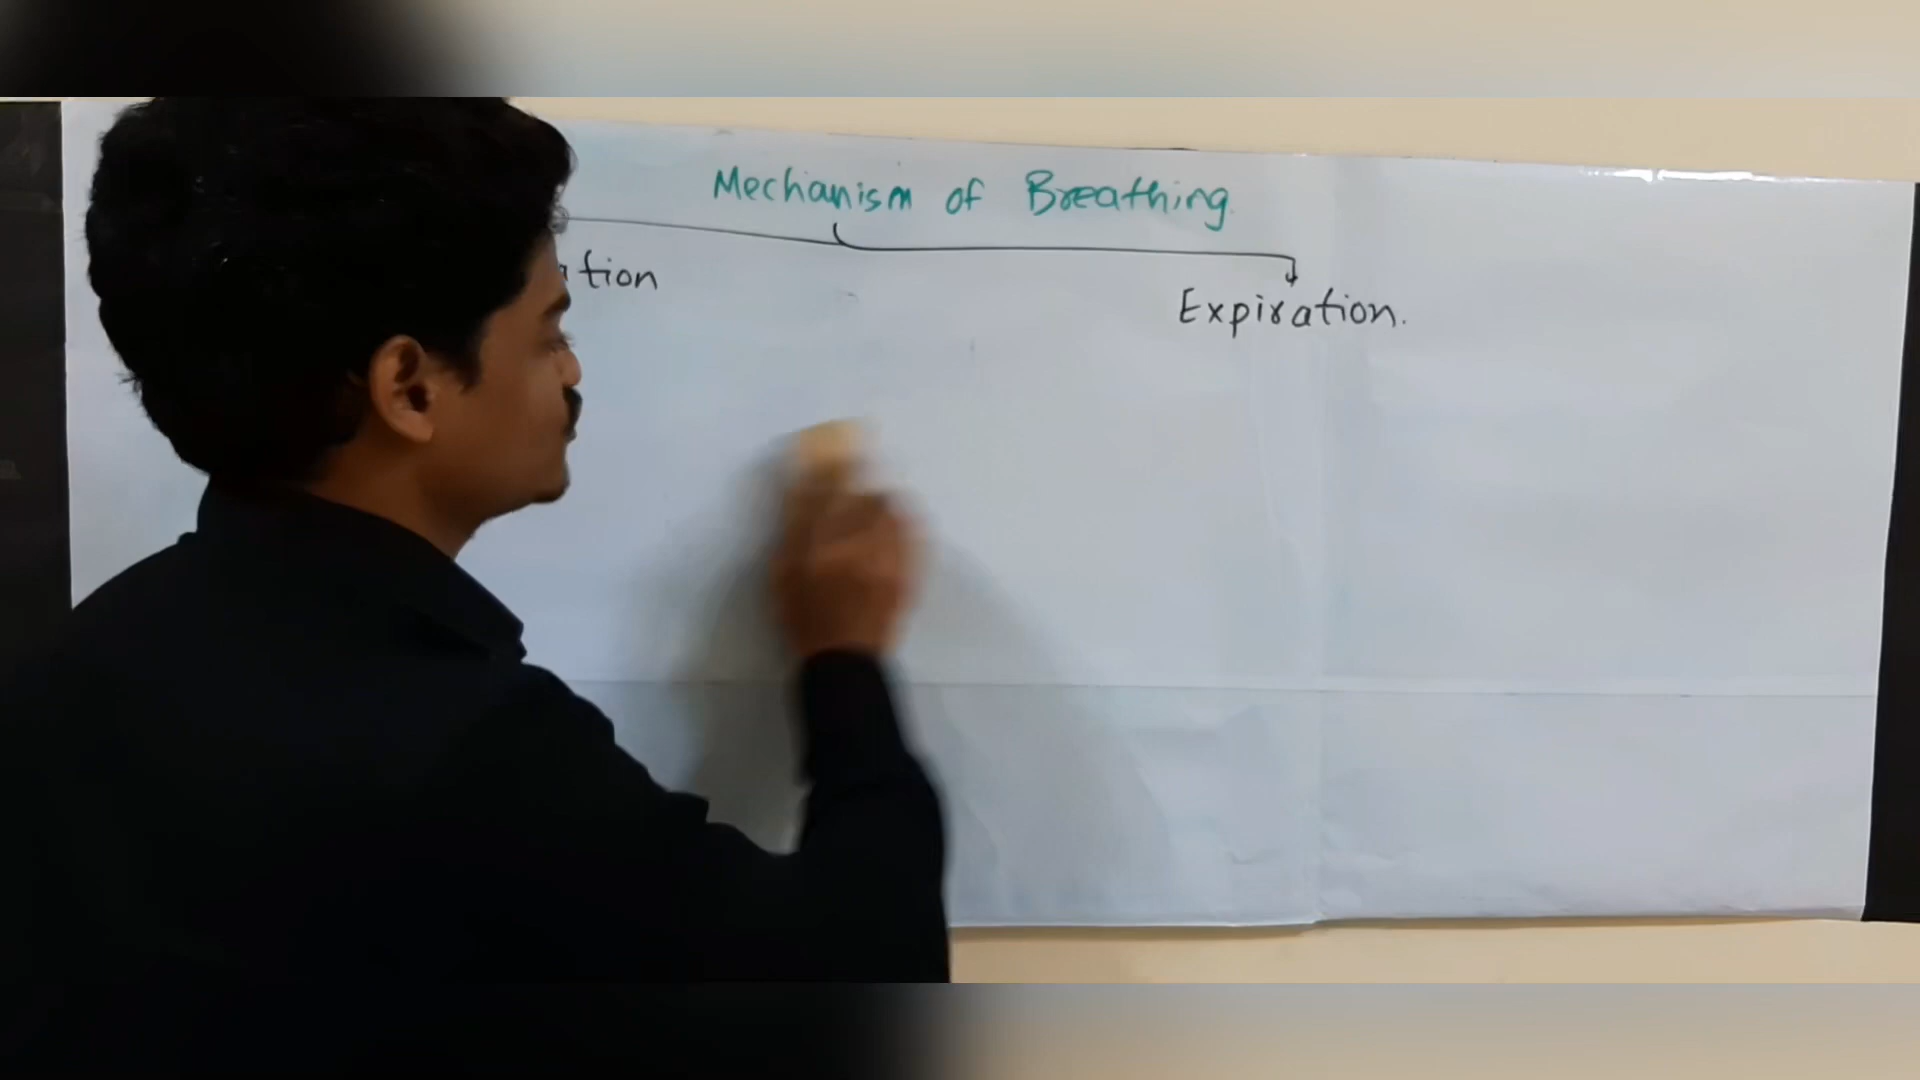 Mechanism of Breathing.
ation
Expiration.